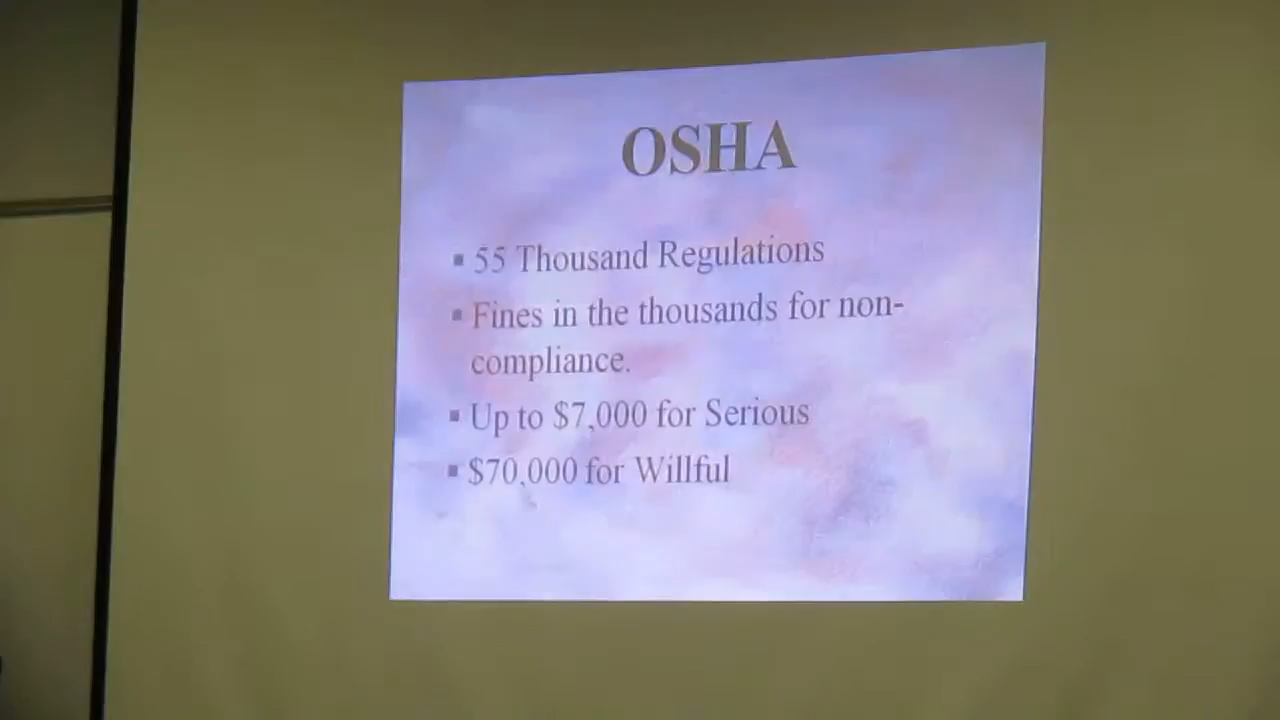 OSHA
▪ 55 Thousand Regulations
▪ Fines in the thousands for non-
compliance.
▪ Up to $7,000 for Serious
▪ $70,000 for Willful